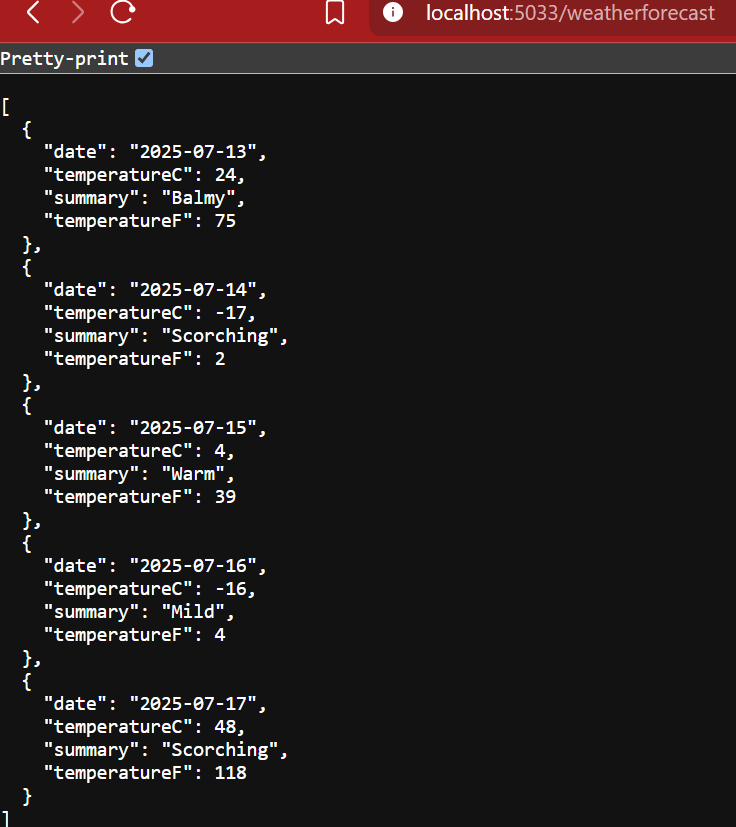 localhost:5033/weatherforecast
Pretty-print
[
  {
    "date": "2025-07-13",
    "temperatureC": 24,
    "summary": "Balmy",
    "temperatureF": 75
  },
  {
    "date": "2025-07-14",
    "temperatureC": -17,
    "summary": "Scorching",
    "temperatureF": 2
  },
  {
    "date": "2025-07-15",
    "temperatureC": 4,
    "summary": "Warm",
    "temperatureF": 39
  },
  {
    "date": "2025-07-16",
    "temperatureC": -16,
    "summary": "Mild",
    "temperatureF": 4
  },
  {
    "date": "2025-07-17",
    "temperatureC": 48,
    "summary": "Scorching",
    "temperatureF": 118
  }
]